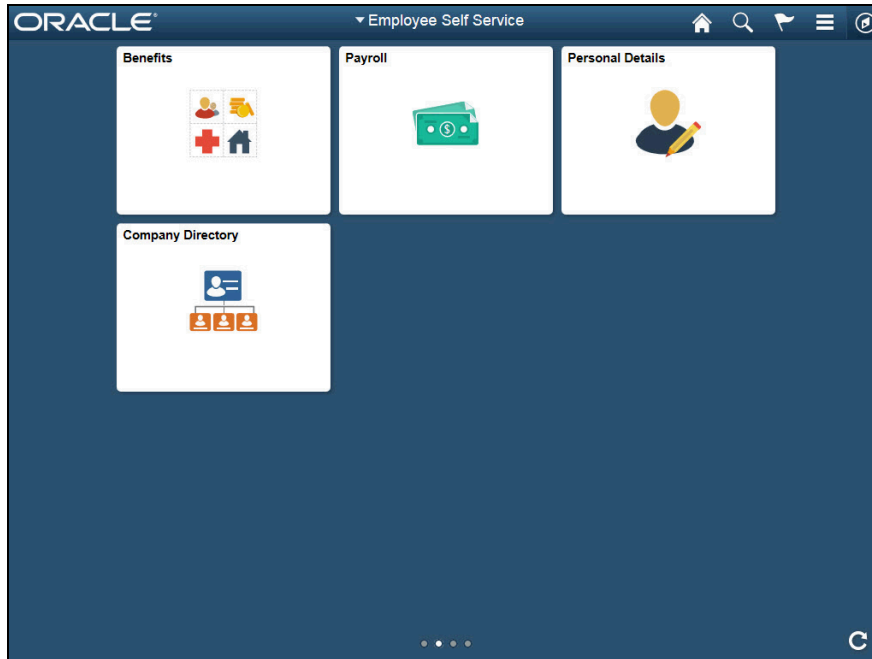 ORACLE®
Employee Self Service
Benefits
Payroll
Personal Details
$
Company Directory